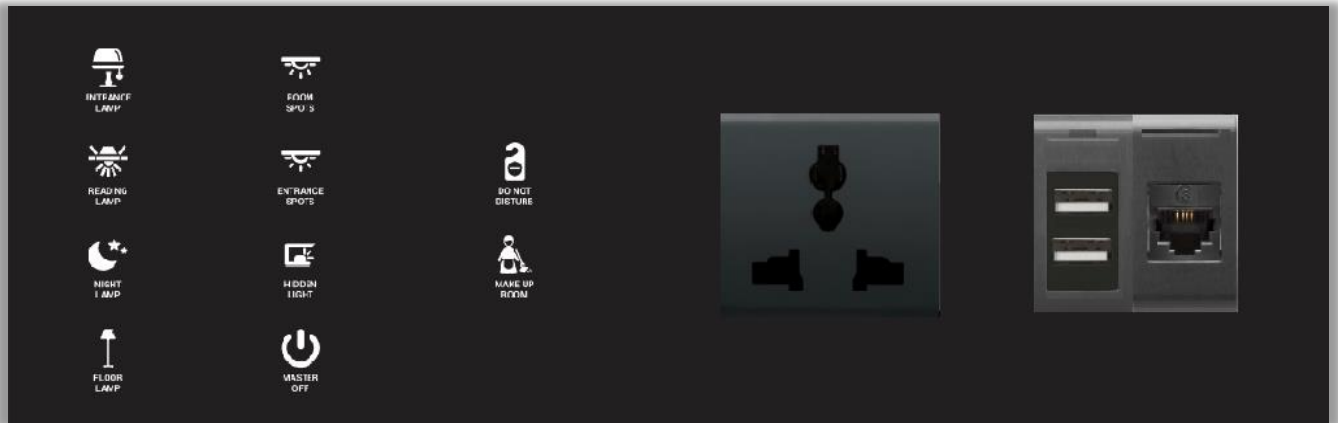 ENTRANCE
LAMP
ROOM
SPOTS
READING
LAMP
ENTRANCE
SPOTS
DO NOT
DISTURB
NIGHT
LAMP
HIDDEN
LIGHT
MAKE UP
ROOM
FLOOR
LAMP
MASTER
OFF